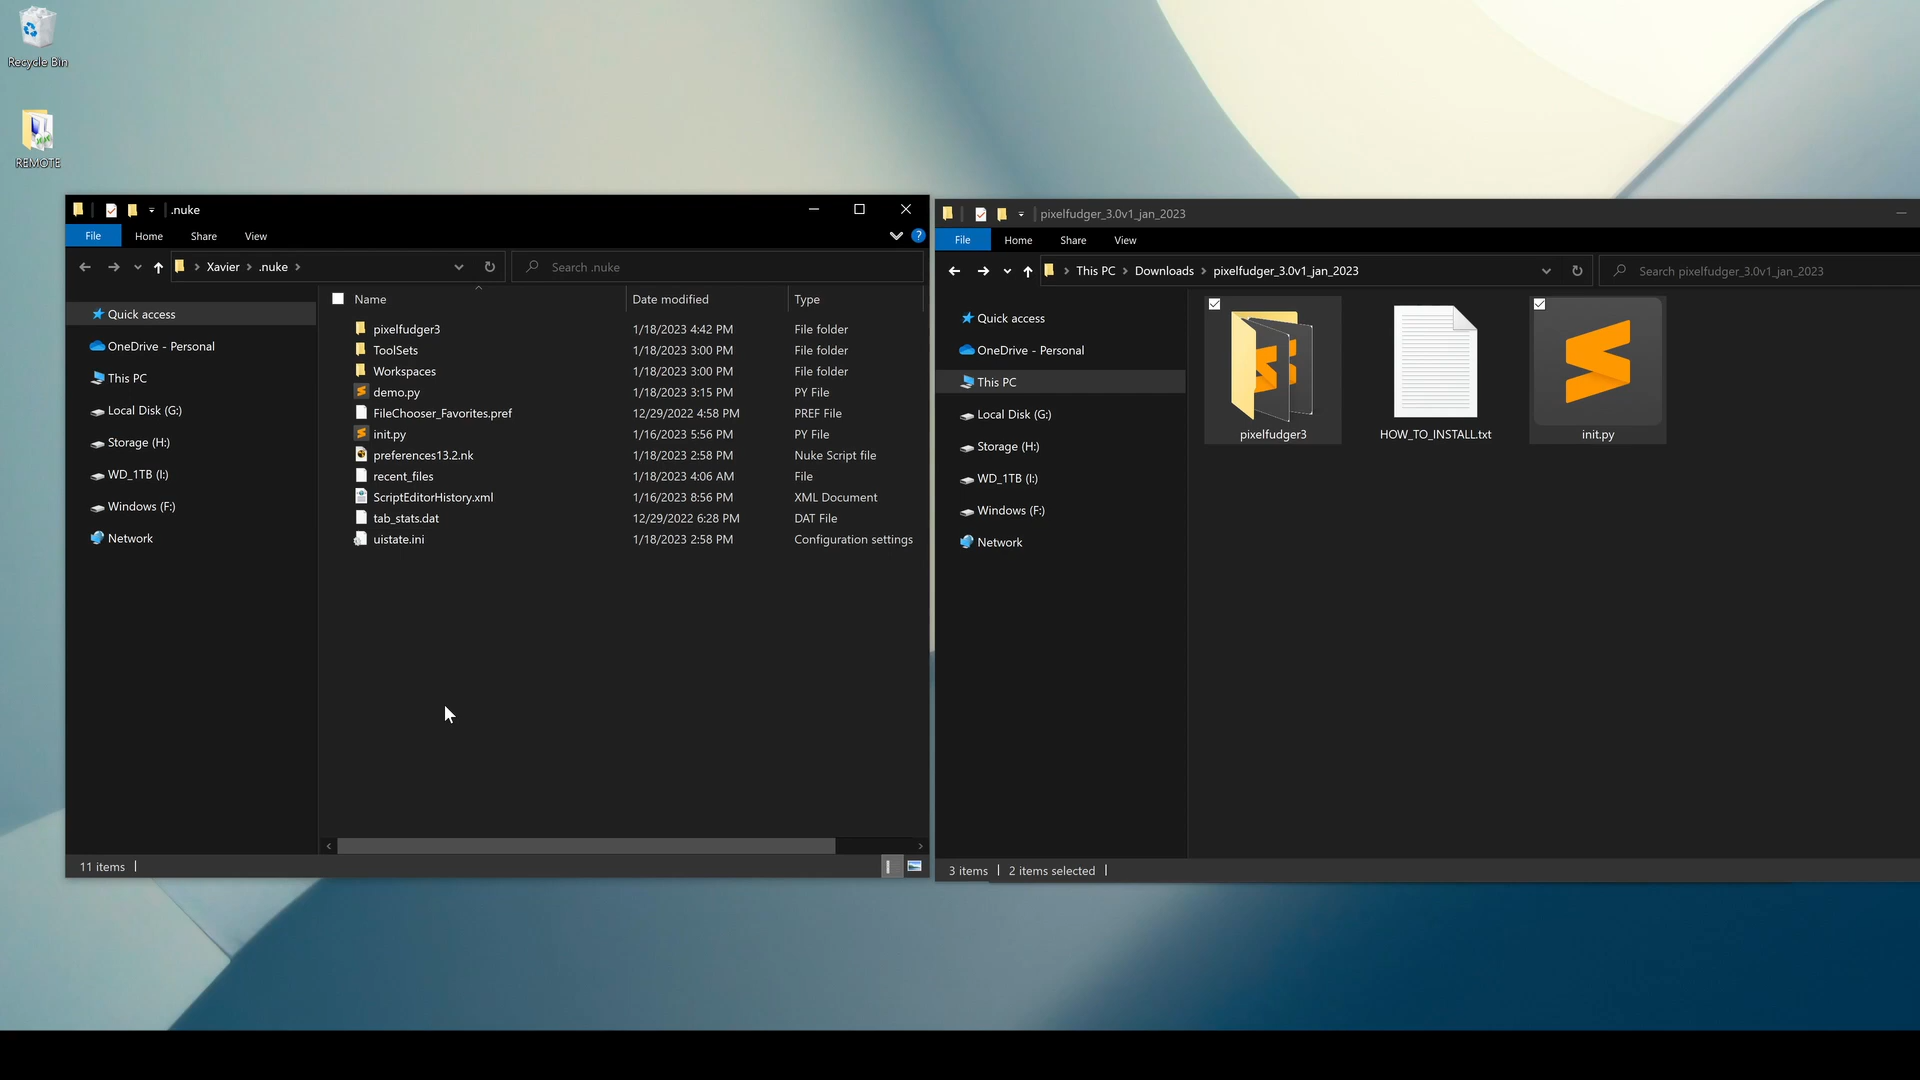 Recycle Bin
REMOTE
.nuke
File Home Share View
Xavier .nuke
Search .nuke
Name Date modified Type
Quick access
OneDrive - Personal
This PC
Local Disk (G:)
Storage (H:)
WD_1TB (I:)
Windows (F:)
Network
pixelfudger3 1/18/2023 4:42 PM File folder
ToolSets 1/18/2023 3:00 PM File folder
Workspaces 1/18/2023 3:00 PM File folder
demo.py 1/18/2023 3:15 PM PY File
FileChooser_Favorites.pref 12/29/2022 4:58 PM PREF File
init.py 1/16/2023 5:56 PM PY File
preferences13.2.nk 1/18/2023 2:58 PM Nuke Script file
recent_files 1/18/2023 4:06 AM File
ScriptEditorHistory.xml 1/16/2023 8:56 PM XML Document
tab_stats.dat 12/29/2022 6:28 PM DAT File
uistate.ini 1/18/2023 2:58 PM Configuration settings
11 items
pixelfudger_3.0v1_jan_2023
File Home Share View
This PC Downloads pixelfudger_3.0v1_jan_2023
Search pixelfudger_3.0v1_jan_2023
Quick access
OneDrive - Personal
This PC
Local Disk (G:)
Storage (H:)
WD_1TB (I:)
Windows (F:)
Network
pixelfudger3
HOW_TO_INSTALL.txt
init.py
3 items 2 items selected